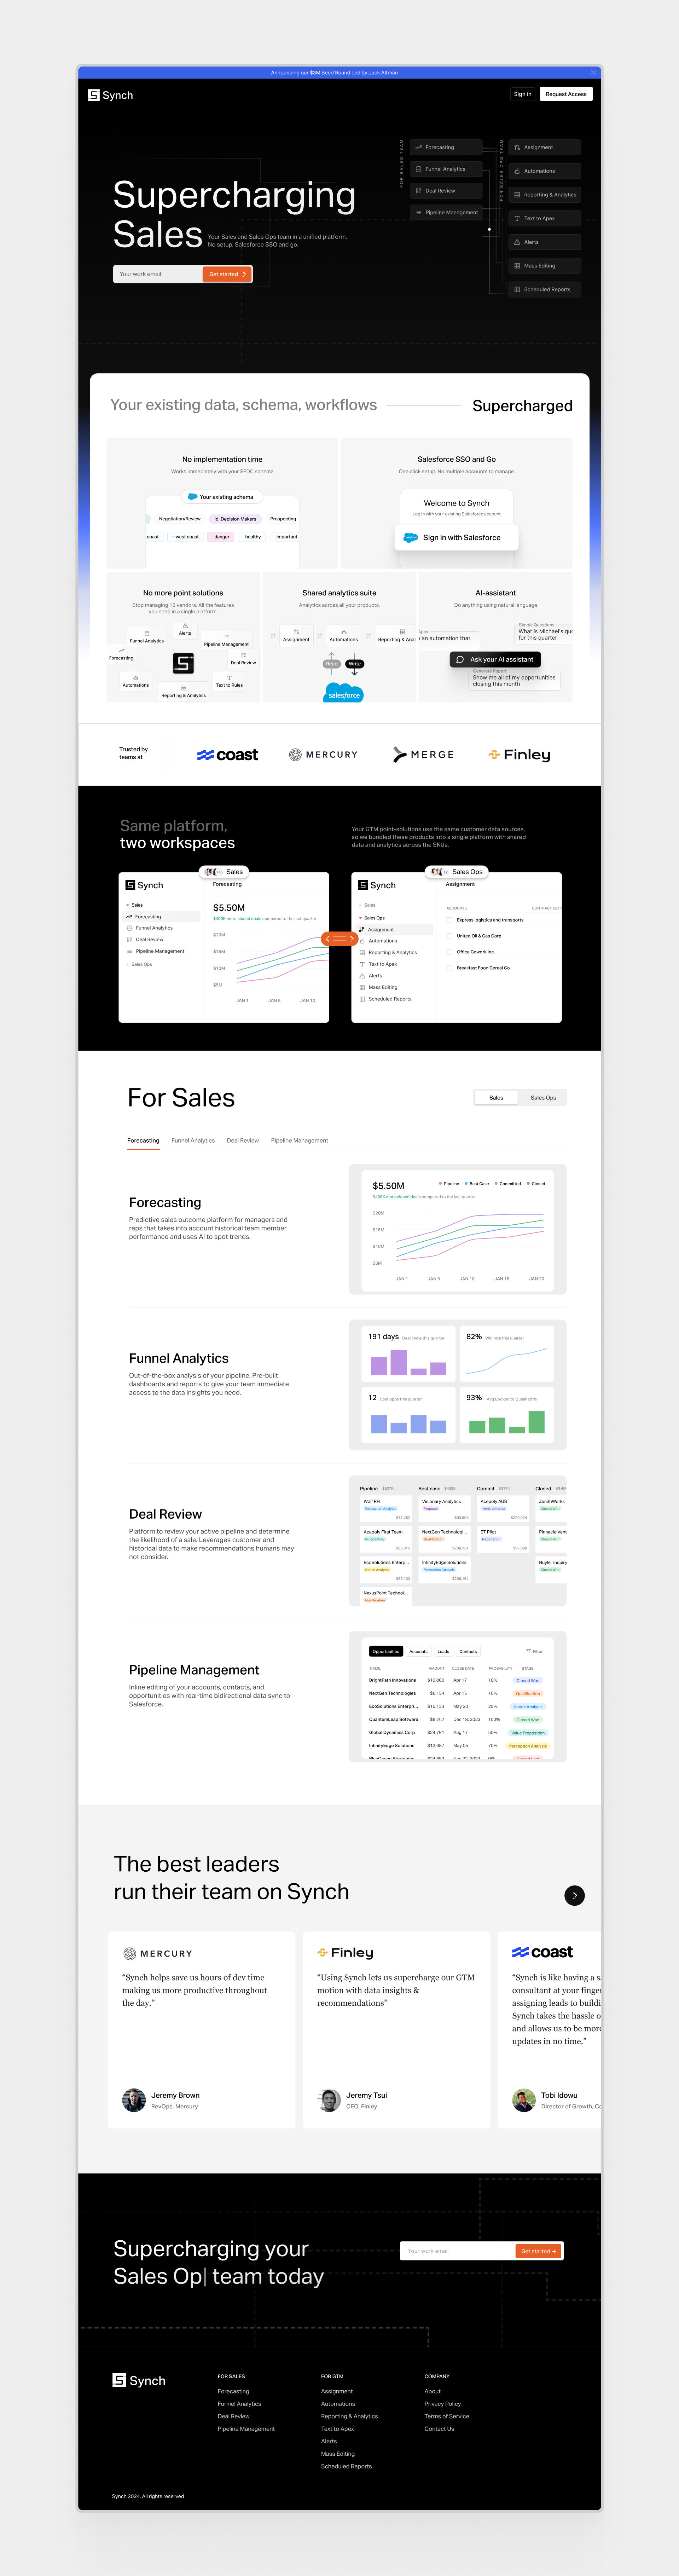 Announcing our $3M Seed Round Led by Jack Altman
Synch
Sign in
Request Access
FOR SALES TEAM
Forecasting
Funnel Analytics
Deal Review
Pipeline Management
FOR SALES OPS TEAM
Assignment
Automations
Reporting & Analytics
Text to Apex
Alerts
Mass Editing
Scheduled Reports
Supercharging
Sales
Your Sales and Sales Ops team in a unified platform.
No setup, Salesforce SSO and go.
Your work email
Get started
Your existing data, schema, workflows
Supercharged
No implementation time
Works immediately with your SFDC schema
Your existing schema
Negotiation/Review
Id. Decision Makers
Prospecting
coast
~west coast
_danger
_healthy
_important
Salesforce SSO and Go
One click setup. No multiple accounts to manage.
Welcome to Synch
Log in with your existing Salesforce account
Sign in with Salesforce
No more point solutions
Stop managing 15 vendors. All the features
you need in a single platform.
Alerts
Funnel Analytics
Pipeline Management
Forecasting
Deal Review
Automations
Text to Rules
Reporting & Analytics
Shared analytics suite
Analytics across all your products.
Assignment
Automations
Reporting & Anal
Read
Write
salesforce
AI-assistant
Do anything using natural language
Simple Questions
What is Michael's qu
for this quarter
an automation that
Ask your AI assistant
Generate Report
Show me all of my opportunities
closing this month
Trusted by
teams at
coast
MERCURY
MERGE
Finley
Same platform,
two workspaces
Your GTM point-solutions use the same customer data sources,
so we bundled these products into a single platform with shared
data and analytics across the SKUs.
Sales
Synch
Sales
Forecasting
Funnel Analytics
Deal Review
Pipeline Management
Sales Ops
Forecasting
$5.50M
$400K more closed deals compared to the last quarter
$20M
$15M
$10M
$5M
JAN 1
JAN 5
JAN 10
Sales Ops
Synch
Sales
Sales Ops
Assignment
Automations
Reporting & Analytics
Text to Apex
Alerts
Mass Editing
Scheduled Reports
Assignment
ACCOUNTS
CONTRACT EST
Express logistics and transports
United Oil & Gas Corp
Office Cowork Inc.
Breakfast Food Cereal Co.
For Sales
Sales
Sales Ops
Forecasting
Funnel Analytics
Deal Review
Pipeline Management
Forecasting
Predictive sales outcome platform for managers and
reps that takes into account historical team member
performance and uses AI to spot trends.
$5.50M
Pipeline
Best Case
Committed
Closed
$400K more closed deals compared to the last quarter
$20M
$15M
$10M
$5M
JAN 1
JAN 5
JAN 10
JAN 15
JAN 20
Funnel Analytics
Out-of-the-box analysis of your pipeline. Pre-built
dashboards and reports to give your team immediate
access to the data insights you need.
191 days
Deal cycle this quarter
82%
Win rate this quarter
12
Lost opps this quarter
93%
Avg Booked to Qualified %
Deal Review
Platform to review your active pipeline and determine
the likelihood of a sale. Leverages customer and
historical data to make recommendations humans may
not consider.
Pipeline
Best case
Commit
Closed
Wolf RFI
Perception Analysis
Visionary Analytics
Proposal
Acopoly AUS
North America
ZenithWorks
Closed Won
Acopoly First Team
Prospecting
NextGen Technologi...
Qualification
ET Pilot
Negotiation
Pinnacle Vent
Closed Won
EcoSolutions Enterp...
Needs Analysis
InfinityEdge Solutions
Perception Analysis
Huyler Inquiry
Closed Won
NexusPoint Technol...
Qualification
Pipeline Management
Inline editing of your accounts, contacts, and
opportunities with real-time bidirectional data sync to
Salesforce.
Opportunities
Accounts
Leads
Contacts
Filter
NAME
AMOUNT
CLOSE DATE
PROBABILITY
STAGE
BrightPath Innovations
$10,000
Apr 17
10%
Closed Won
NextGen Technologies
$8,154
Apr 15
10%
Qualification
EcoSolutions Enterpri...
$15,133
May 20
20%
Needs Analysis
QuantumLeap Software
$9,767
Dec 18, 2023
100%
Closed Won
Global Dynamics Corp
$24,791
Aug 17
50%
Value Proposition
InfinityEdge Solutions
$12,687
May 05
70%
Perception Analysis
BlueOcean Strategies
Nov 22, 2023
0%
Closed Lost
The best leaders
run their team on Synch
MERCURY
“Synch helps save us hours of dev time
making us more productive throughout
the day.”
Jeremy Brown
RevOps, Mercury
Finley
“Using Synch lets us supercharge our GTM
motion with data insights &
recommendations”
Jeremy Tsui
CEO, Finley
coast
“Synch is like having a s
consultant at your finger
assigning leads to buildi
Synch takes the hassle o
and allows us to be more
updates in no time.”
Tobi Idowu
Director of Growth, Co
Supercharging your
Sales Op| team today
Your work email
Get started →
Synch
FOR SALES
Forecasting
Funnel Analytics
Deal Review
Pipeline Management
FOR GTM
Assignment
Automations
Reporting & Analytics
Text to Apex
Alerts
Mass Editing
Scheduled Reports
COMPANY
About
Privacy Policy
Terms of Service
Contact Us
Synch 2024. All rights reserved